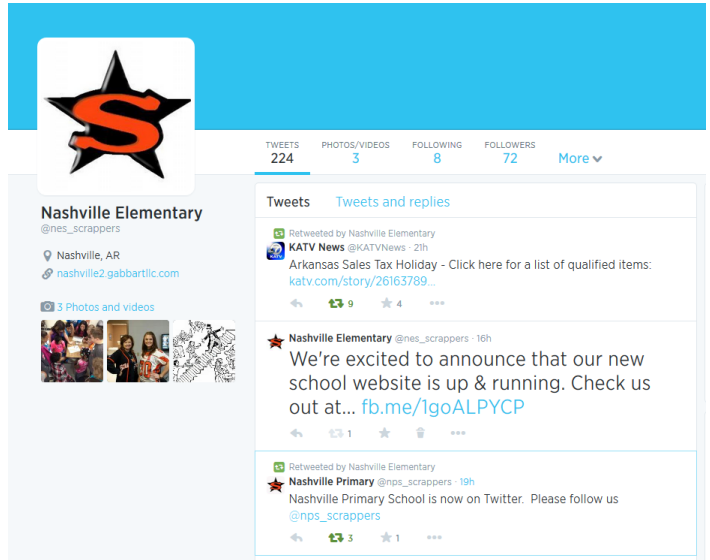 S
TWEETS PHOTOS/VIDEOS FOLLOWING FOLLOWERS
224 3 8 72 More
Nashville Elementary
@nes_scrappers
Nashville, AR
nashville2.gabbartllc.com
3 Photos and videos
Tweets Tweets and replies
Retweeted by Nashville Elementary
KATV News @KATVNews · 21h
7
KATV
Arkansas Sales Tax Holiday - Click here for a list of qualified items:
katv.com/story/26163789...
9 4
Nashville Elementary @nes_scrappers · 16h
We're excited to announce that our new
school website is up & running. Check us
out at... fb.me/1goALPYCP
1
Retweeted by Nashville Elementary
Nashville Primary @nps_scrappers · 19h
Nashville Primary School is now on Twitter. Please follow us
@nps_scrappers
3 1